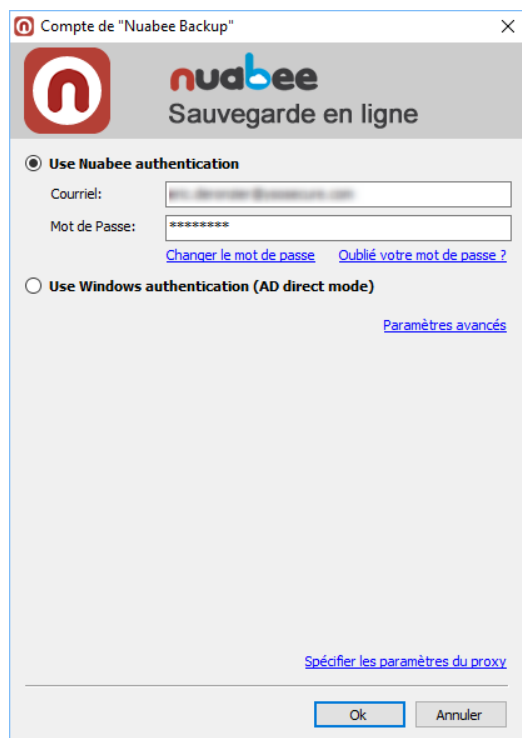 Compte de "Nuabee Backup"
nuabee
Sauvegarde en ligne
Use Nuabee authentication
Courriel:
Mot de Passe: ********
Changer le mot de passe Oublié votre mot de passe ?
Use Windows authentication (AD direct mode)
Paramètres avancés
Spécifier les paramètres du proxy
Ok Annuler